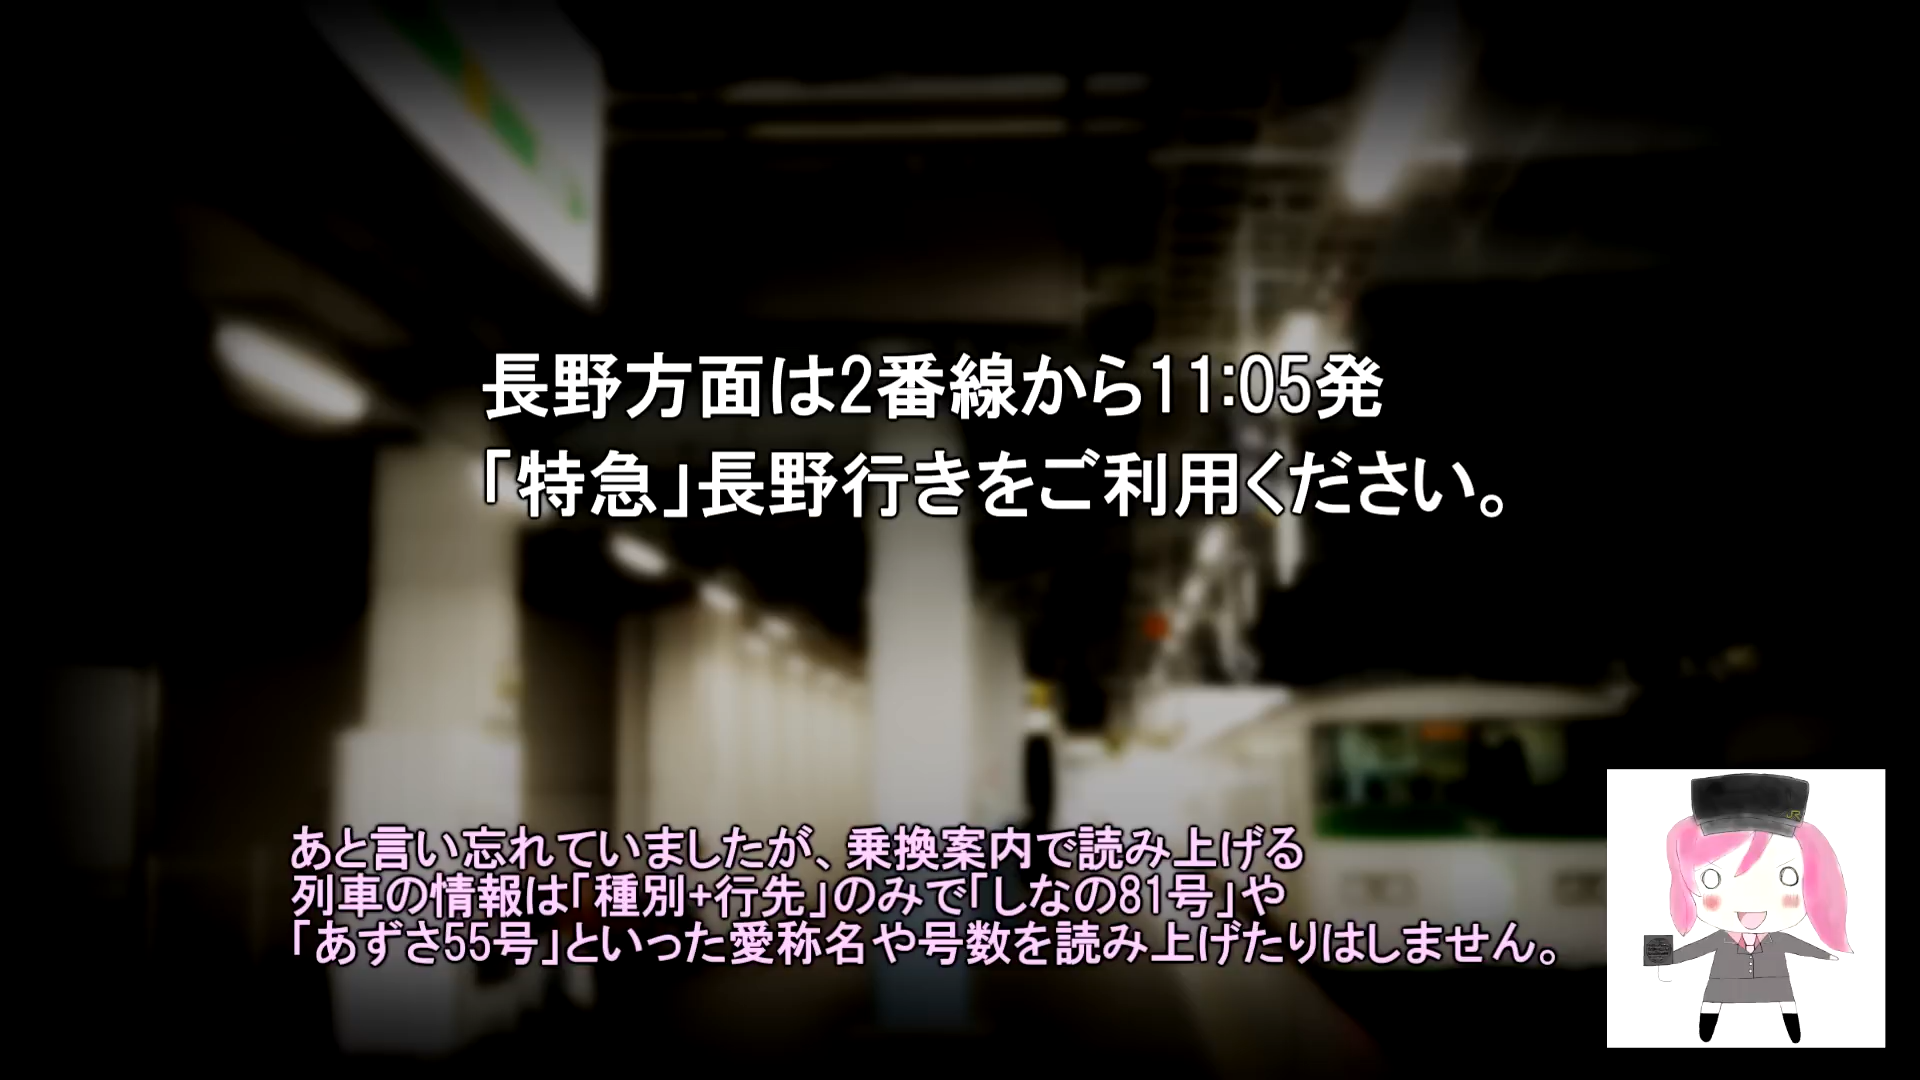 長野方面は2番線から11:05発
「特急」長野行きをご利用ください。
あと言い忘れていましたが、乗換案内で読み上げる
列車の情報は「種別+行先」のみで「しなの81号」や
「あずさ55号」といった愛称名や号数を読み上げたりはしません。
JR